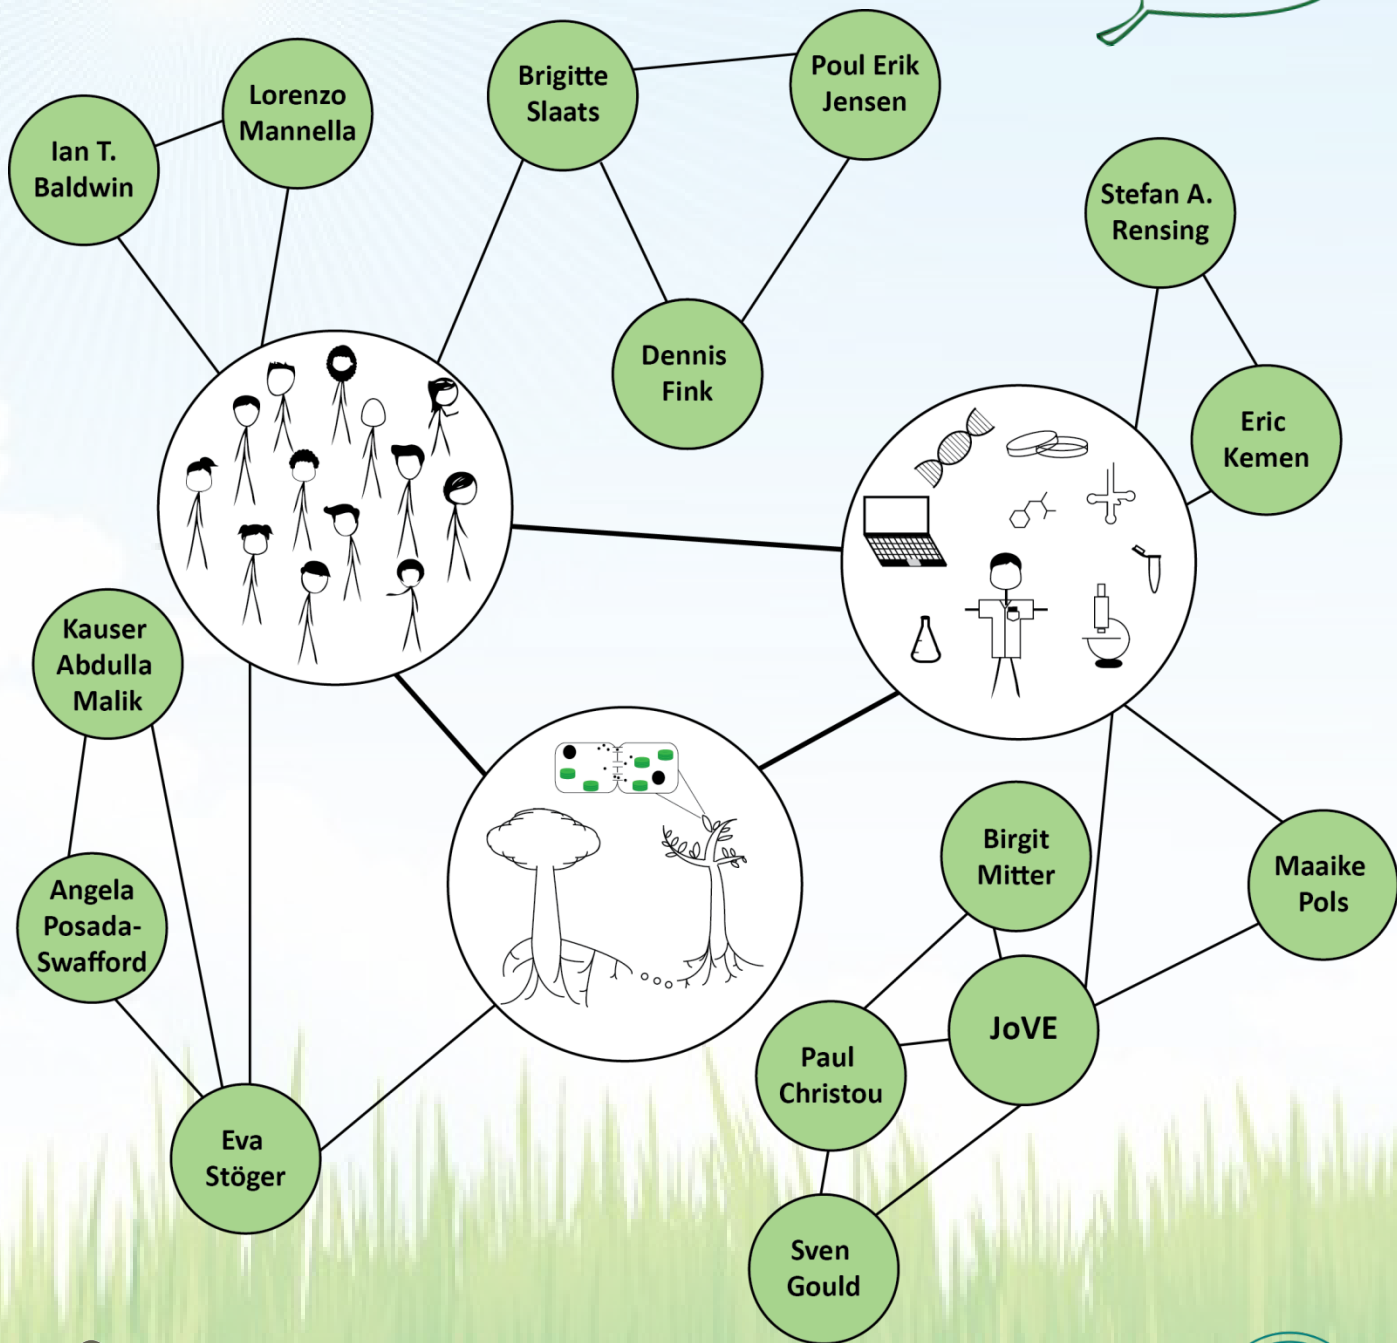 Lorenzo
Mannella
Ian T.
Baldwin
Brigitte
Slaats
Poul Erik
Jensen
Stefan A.
Rensing
Dennis
Fink
Eric
Kemen
Kauser
Abdulla
Malik
Angela
Posada-
Swafford
Birgit
Mitter
Maaike
Pols
JoVE
Paul
Christou
Eva
Stöger
Sven
Gould